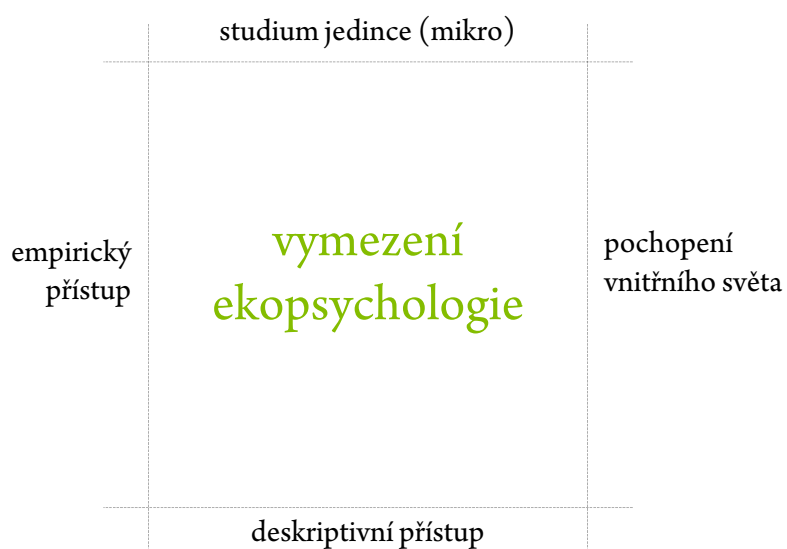 studium jedince (mikro)
empirický
přístup
vymezení
ekopsychologie
pochopení
vnitřního světa
deskriptivní přístup